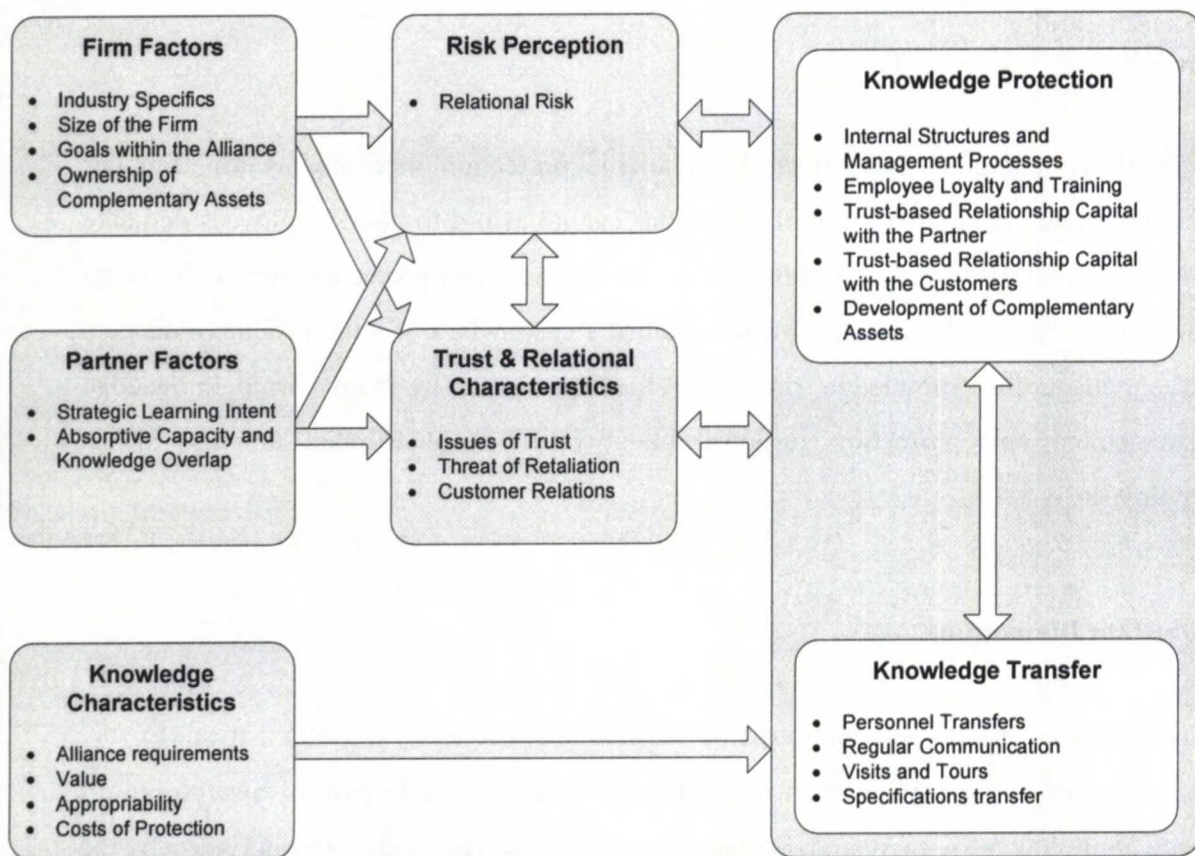 Firm Factors
• Industry Specifics
• Size of the Firm
• Goals within the Alliance
• Ownership of
Complementary Assets
Risk Perception
• Relational Risk
Knowledge Protection
• Internal Structures and
Management Processes
• Employee Loyalty and Training
• Trust-based Relationship Capital
with the Partner
• Trust-based Relationship Capital
with the Customers
• Development of Complementary
Assets
Partner Factors
• Strategic Learning Intent
• Absorptive Capacity and
Knowledge Overlap
Trust & Relational
Characteristics
• Issues of Trust
• Threat of Retaliation
• Customer Relations
Knowledge
Characteristics
• Alliance requirements
• Value
• Appropriability
• Costs of Protection
Knowledge Transfer
• Personnel Transfers
• Regular Communication
• Visits and Tours
• Specifications transfer